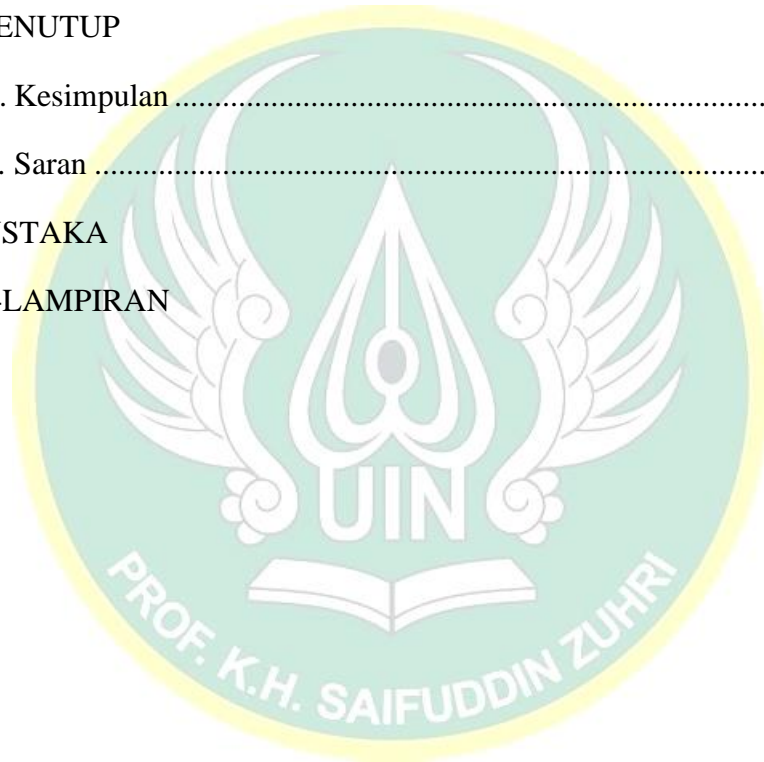 ENUTUP
. Kesimpulan ........................................................................
. Saran ..................................................................................
STAKA
LAMPIRAN
UIN
PROF. K.H. SAIFUDDIN ZUHRI